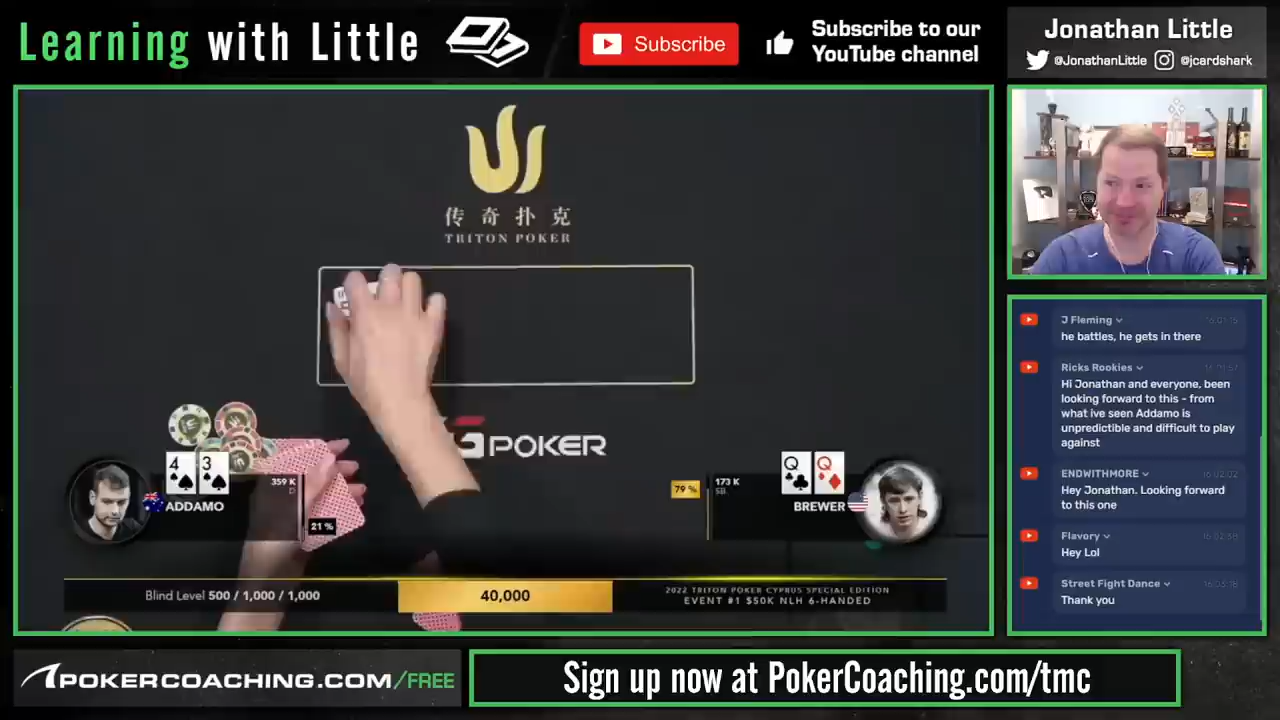 Learning with Little
Subscribe
Subscribe to our
YouTube channel
Jonathan Little
@JonathanLittle
@jcardshark
传奇扑克
TRITON POKER
POKER
4 3
ADDAMO
359 K
D
21 %
79 %
173 K
SB
Q Q
BREWER
Blind Level 500 / 1,000 / 1,000
40,000
2022 TRITON POKER CYPRUS SPECIAL EDITION
EVENT #1 $50K NLH 6-HANDED
J Fleming
he battles, he gets in there
Ricks Rookies
Hi Jonathan and everyone, been
looking forward to this - from
what ive seen Addamo is
unpredictible and difficult to play
against
ENDWITHMORE
Hey Jonathan. Looking forward
to this one
Flavory
Hey Lol
Street Fight Dance
Thank you
POKERCOACHING.COM/FREE
Sign up now at PokerCoaching.com/tmc